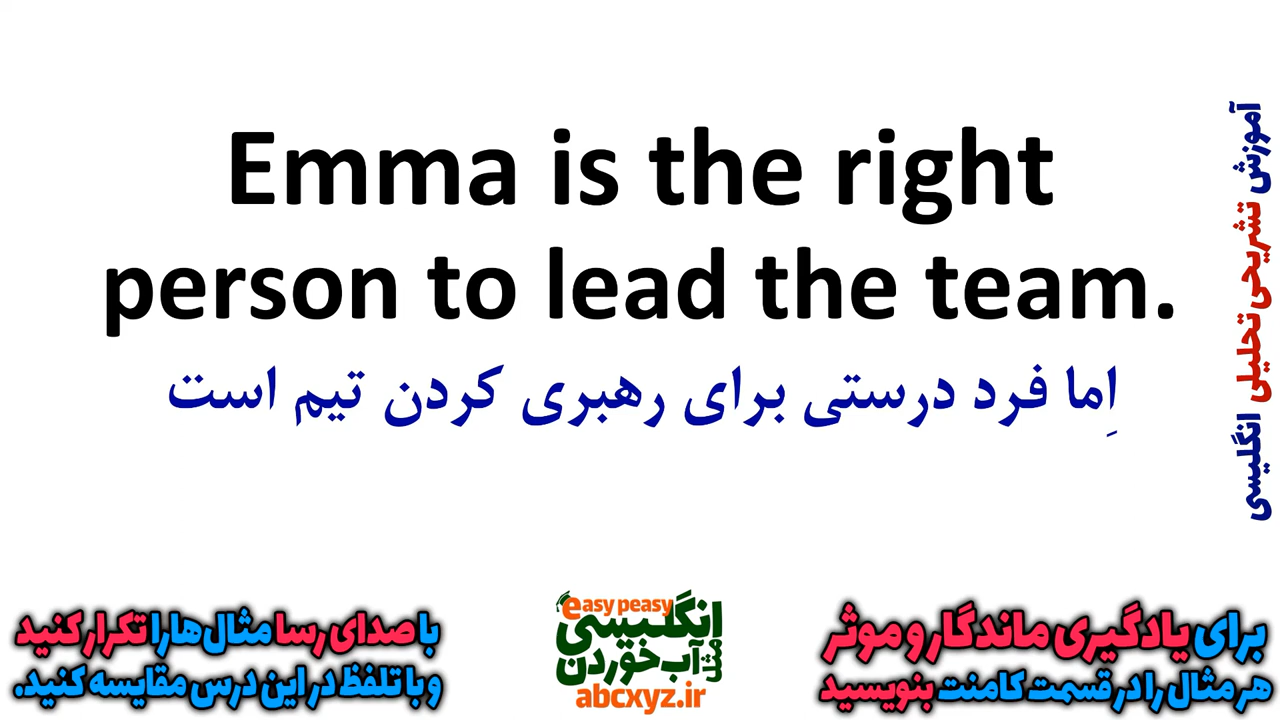 Emma is the right
person to lead the team.
اِما فرد درستی برای رهبری کردن تیم است
آموزش تشریحی تحلیلی انگلیسی
برای یادگیری ماندگار و موثر
هر مثال را در قسمت کامنت بنویسید
easy peasy
انگلیسی
مثل آب خوردن
abcxyz.ir
با صدای رسا مثال‌ها را تکرار کنید
و با تلفظ در این درس مقایسه کنید.